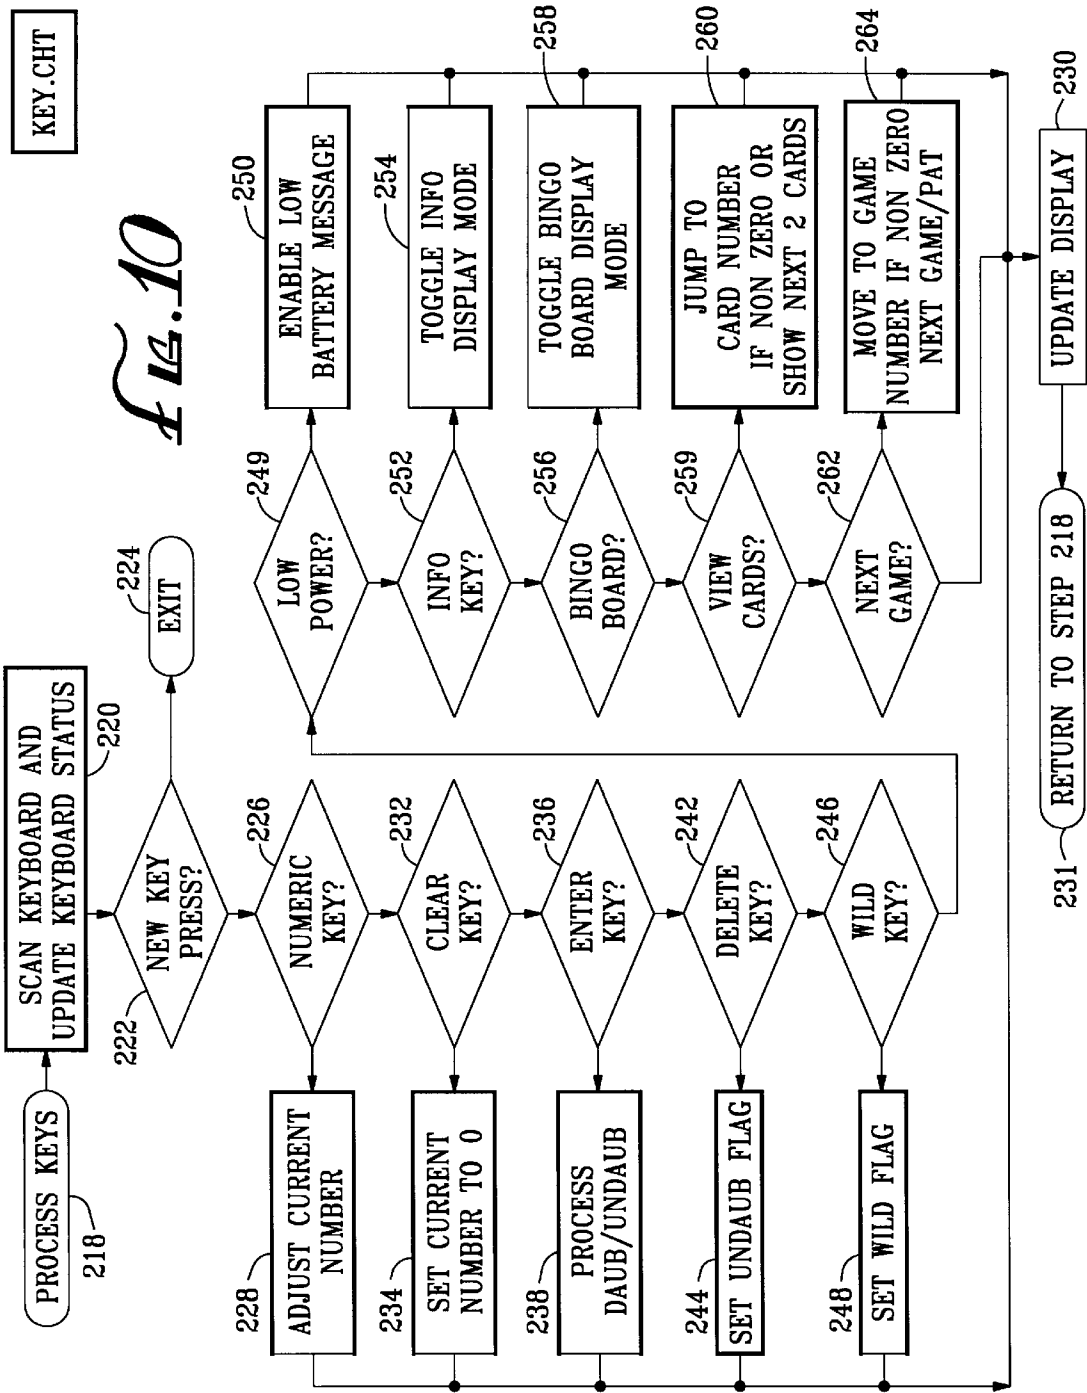 KEY.CHT
FIG. 10
PROCESS KEYS
218
SCAN KEYBOARD AND
UPDATE KEYBOARD STATUS
220
222
NEW KEY
PRESS?
224
EXIT
226
NUMERIC
KEY?
228
ADJUST CURRENT
NUMBER
232
CLEAR
KEY?
234
SET CURRENT
NUMBER TO 0
236
ENTER
KEY?
238
PROCESS
DAUB/UNDAUB
242
DELETE
KEY?
244
SET UNDAUB FLAG
246
WILD
KEY?
248
SET WILD FLAG
249
LOW
POWER?
250
ENABLE LOW
BATTERY MESSAGE
252
INFO
KEY?
254
TOGGLE INFO
DISPLAY MODE
256
BINGO
BOARD?
258
TOGGLE BINGO
BOARD DISPLAY
MODE
259
VIEW
CARDS?
260
JUMP TO
CARD NUMBER
IF NON ZERO OR
SHOW NEXT 2 CARDS
262
NEXT
GAME?
264
MOVE TO GAME
NUMBER IF NON ZERO
NEXT GAME/PAT
230
UPDATE DISPLAY
231
RETURN TO STEP 218